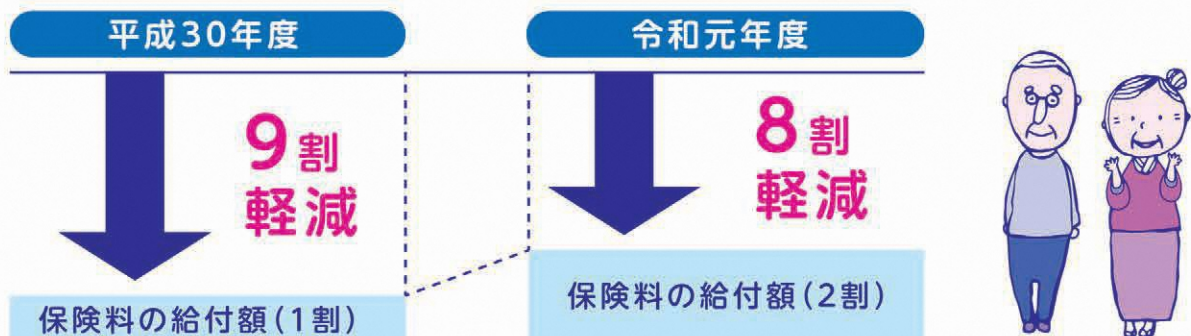 平成30年度
9割
軽減
保険料の給付額(1割)
令和元年度
8割
軽減
保険料の給付額(2割)